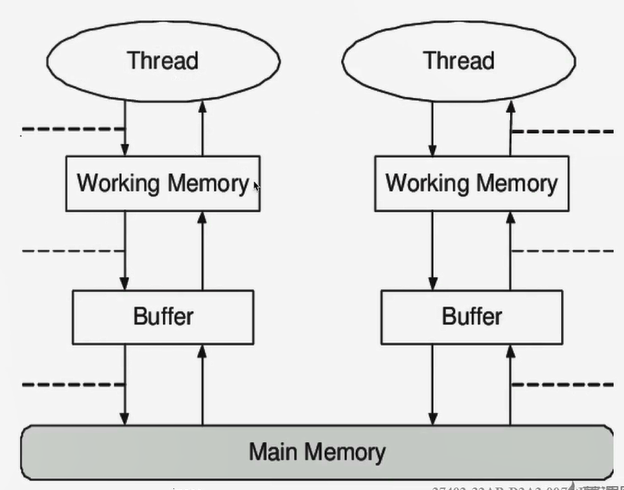 Thread
Thread
Working Memory
Working Memory
Buffer
Buffer
Main Memory